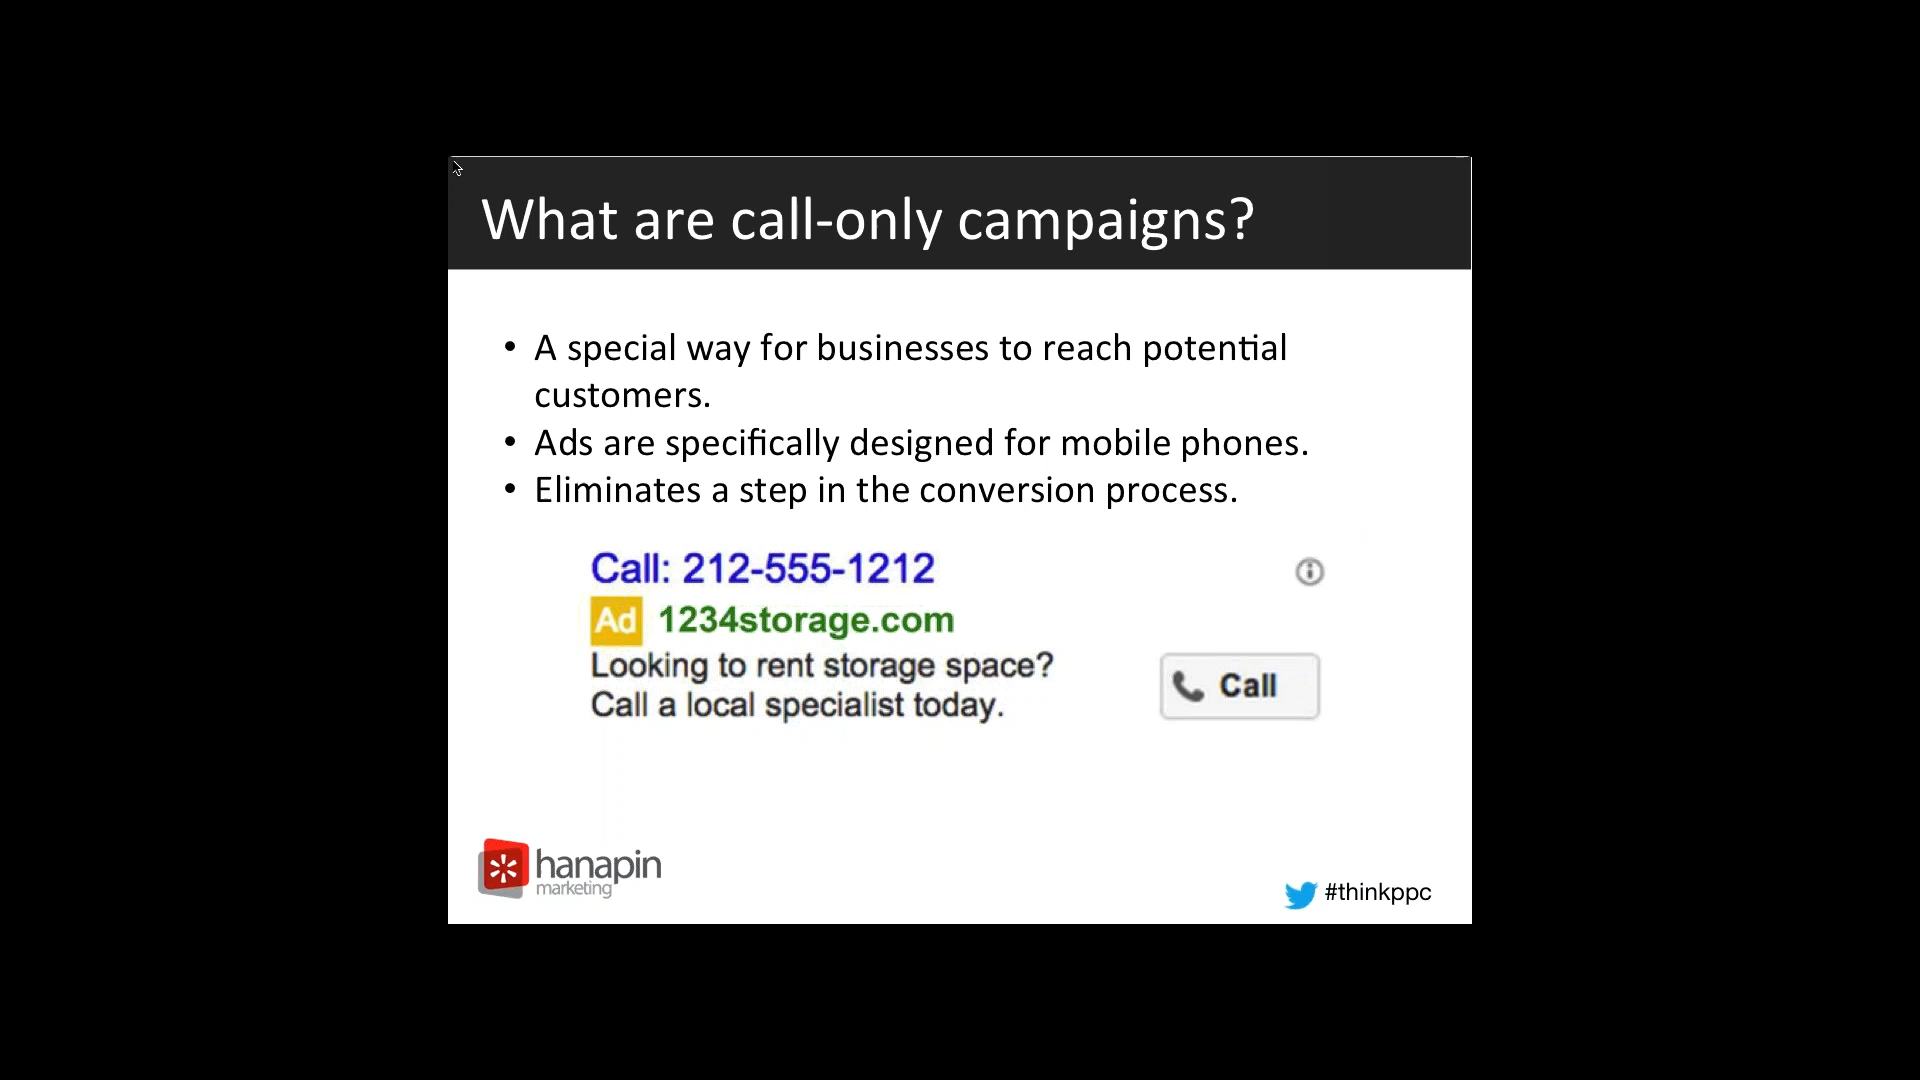 What are call-only campaigns?
• A special way for businesses to reach potential
customers.
• Ads are specifically designed for mobile phones.
• Eliminates a step in the conversion process.
Call: 212-555-1212
Ad 1234storage.com
Looking to rent storage space?
Call a local specialist today.
Call
hanapin
marketing
#thinkppc